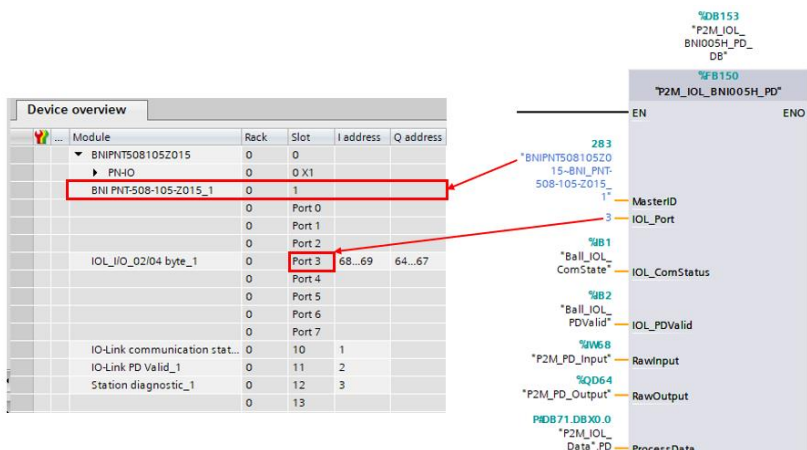 Device overview
... Module Rack Slot I address Q address
BNIPNT508105Z015 0 0
PN-IO 0 0 X1
BNI PNT-508-105-Z015_1 0 1
0 Port 0
0 Port 1
0 Port 2
IOL_I/O_02/04 byte_1 0 Port 3 68...69 64...67
0 Port 4
0 Port 5
0 Port 6
0 Port 7
IO-Link communication stat... 0 10 1
IO-Link PD Valid_1 0 11 2
Station diagnostic_1 0 12 3
0 13
%DB153
"P2M_IOL_
BNI005H_PD_
DB"
%FB150
"P2M_IOL_BNI005H_PD"
EN ENO
283
"BNIPNT508105Z0
15~BNI_PNT-
508-105-Z015_
1" MasterID
3 IOL_Port
%IB1
"Ball_IOL_
ComState" IOL_ComStatus
%IB2
"Ball_IOL_
PDValid" IOL_PDValid
%IW68
"P2M_PD_Input" RawInput
%QD64
"P2M_PD_Output" RawOutput
P#DB71.DBX0.0
"P2M_IOL_
Data".PD ProcessData